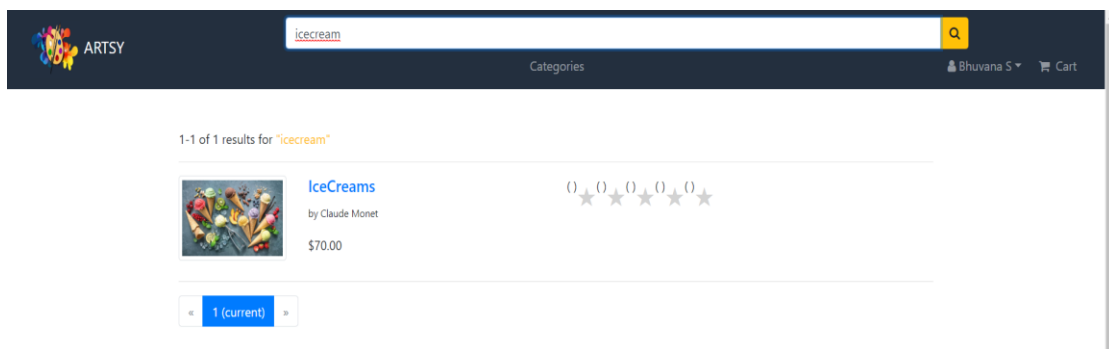 icecream
ARTSY
Categories
Bhuvana S
Cart
1-1 of 1 results for "icecream"
IceCreams
() () () () ()
by Claude Monet
$70.00
« 1 (current) »